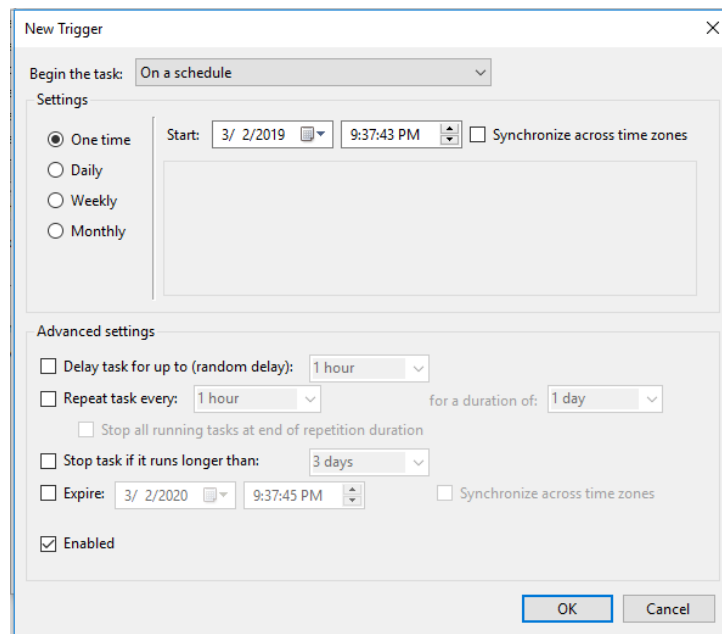 New Trigger
Begin the task: On a schedule
Settings
One time
Start: 3/ 2/2019 9:37:43 PM Synchronize across time zones
Daily
Weekly
Monthly
Advanced settings
Delay task for up to (random delay): 1 hour
Repeat task every: 1 hour for a duration of: 1 day
Stop all running tasks at end of repetition duration
Stop task if it runs longer than: 3 days
Expire: 3/ 2/2020 9:37:45 PM Synchronize across time zones
Enabled
OK Cancel